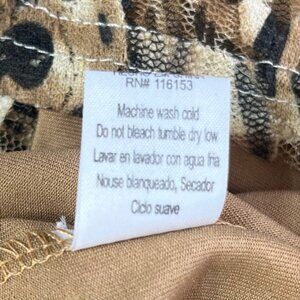 RN# 116153
Machine wash cold
Do not bleach tumble dry low
Lavar en lavador con agua fria
Nouse blanqueado, Secador
Ciclo suave